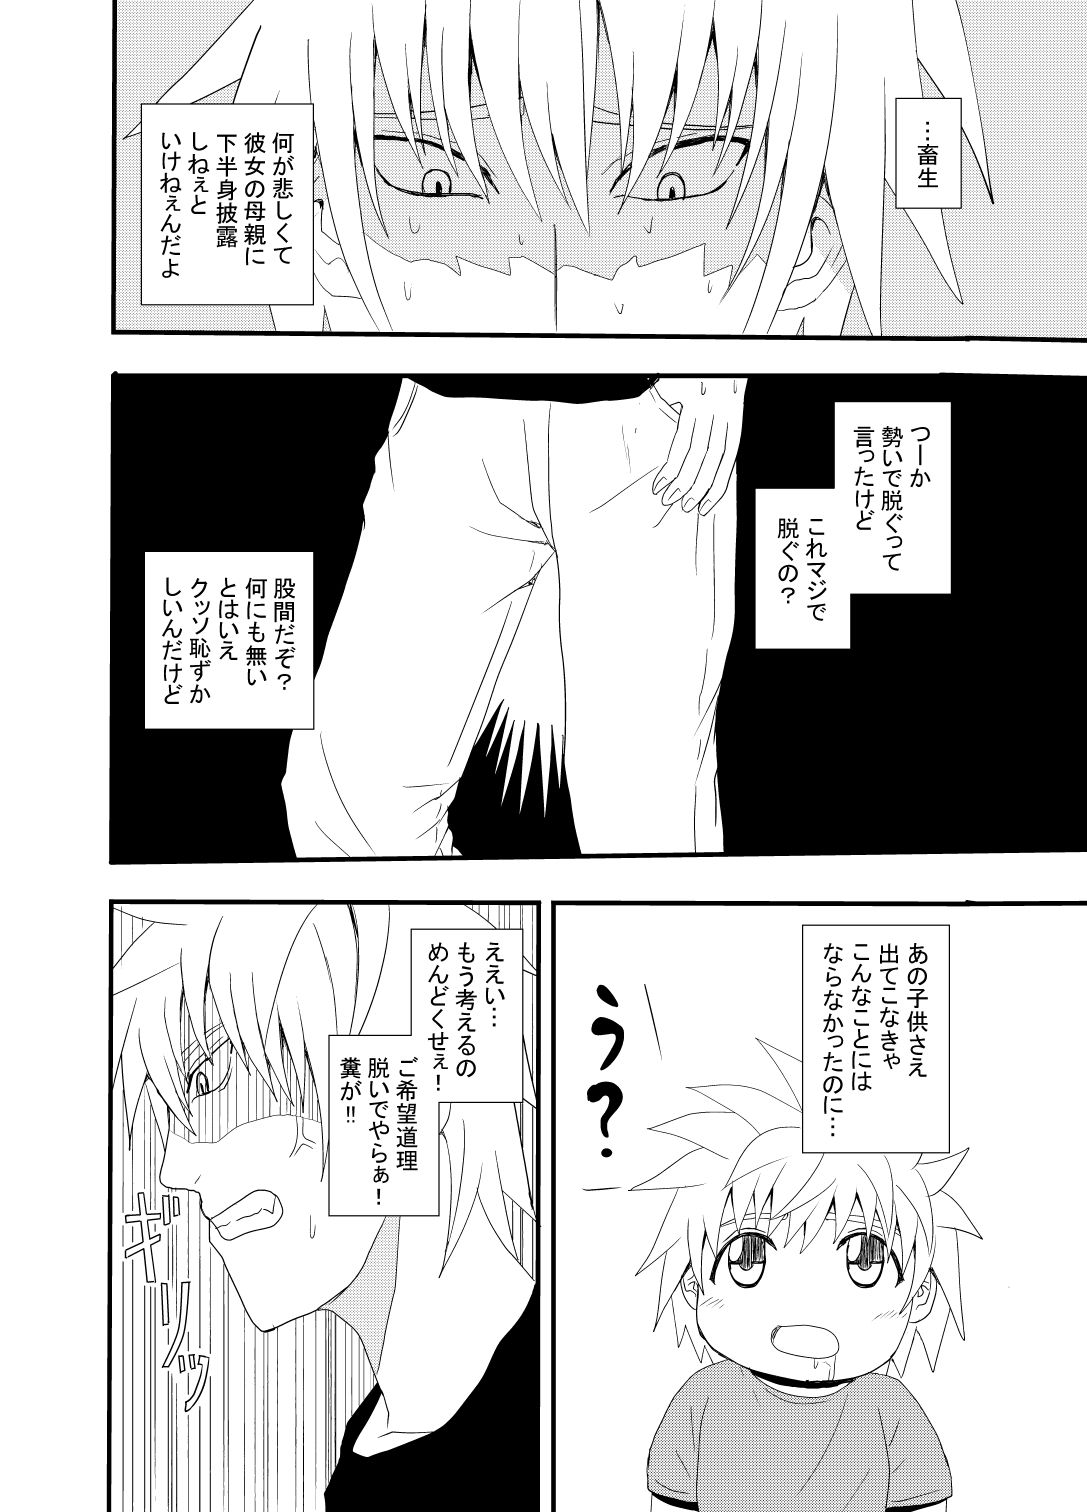 …畜生
何が悲しくて
彼女の母親に
下半身披露
しねぇと
いけねぇんだよ
つーか
勢いで脱ぐって
言ったけど
これマジで
脱ぐの？
股間だぞ？
何にも無い
とはいえ
クッソ恥ずか
しいんだけど
あの子供さえ
出てこなきゃ
こんなことには
ならなかったのに…
う？
ええい…
もう考えるの
めんどくせぇ！
ご希望道理
脱いでやらぁ！
糞が!!
ギリッ